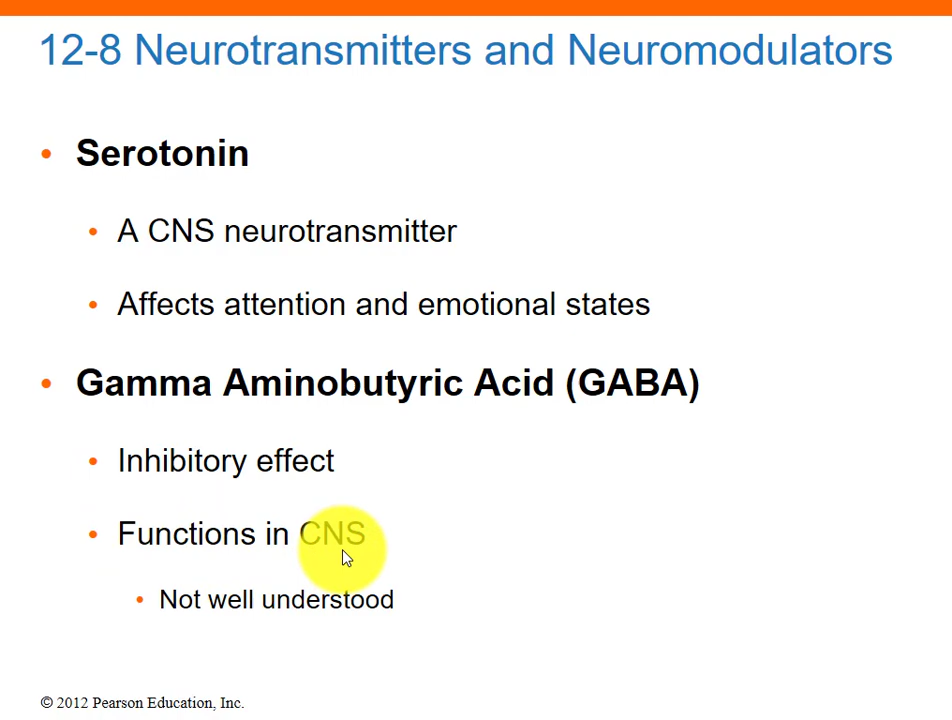 12-8 Neurotransmitters and Neuromodulators
• Serotonin
• A CNS neurotransmitter
• Affects attention and emotional states
• Gamma Aminobutyric Acid (GABA)
• Inhibitory effect
• Functions in CNS
• Not well understood
© 2012 Pearson Education, Inc.